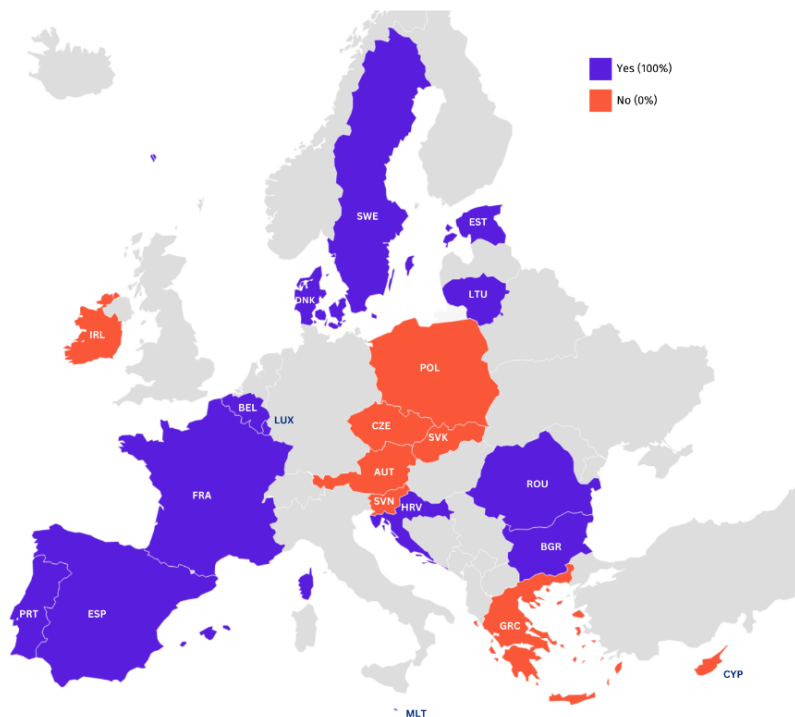 Yes (100%)
No (0%)
SWE
EST
DNK
LTU
IRL
POL
BEL
LUX
CZE
SVK
AUT
FRA
ROU
SVN
HRV
BGR
PRT
ESP
GRC
CYP
MLT